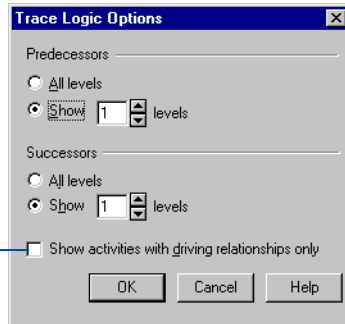 Trace Logic Options
Predecessors
All levels
Show 1 levels
Successors
All levels
Show 1 levels
Show activities with driving relationships only
OK Cancel Help